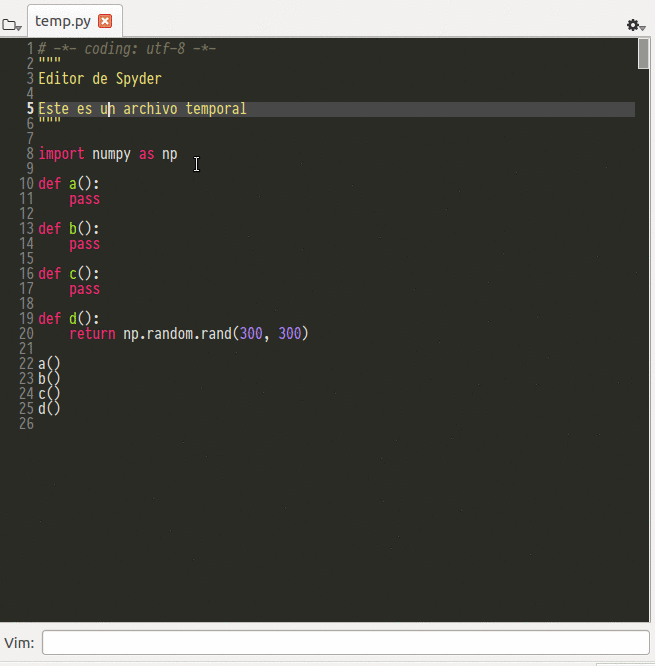 temp.py
1 # -*- coding: utf-8 -*-
2 """
3 Editor de Spyder
4
5 Este es un archivo temporal
6 """
7
8 import numpy as np
9
10 def a():
11     pass
12
13 def b():
14     pass
15
16 def c():
17     pass
18
19 def d():
20     return np.random.rand(300, 300)
21
22 a()
23 b()
24 c()
25 d()
26
Vim: